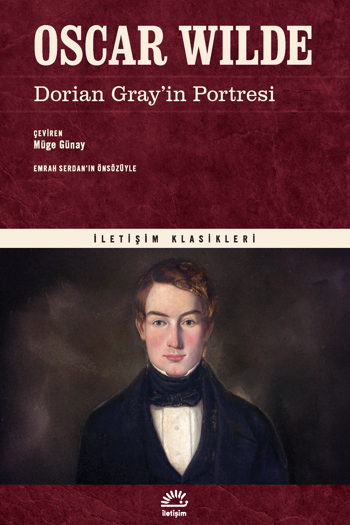 OSCAR WILDE
Dorian Gray'in Portresi
ÇEVİREN
Müge Günay
EMRAH SERDAN'IN ÖNSÖZÜYLE
İLETİŞİM KLASİKLERİ
iletişim